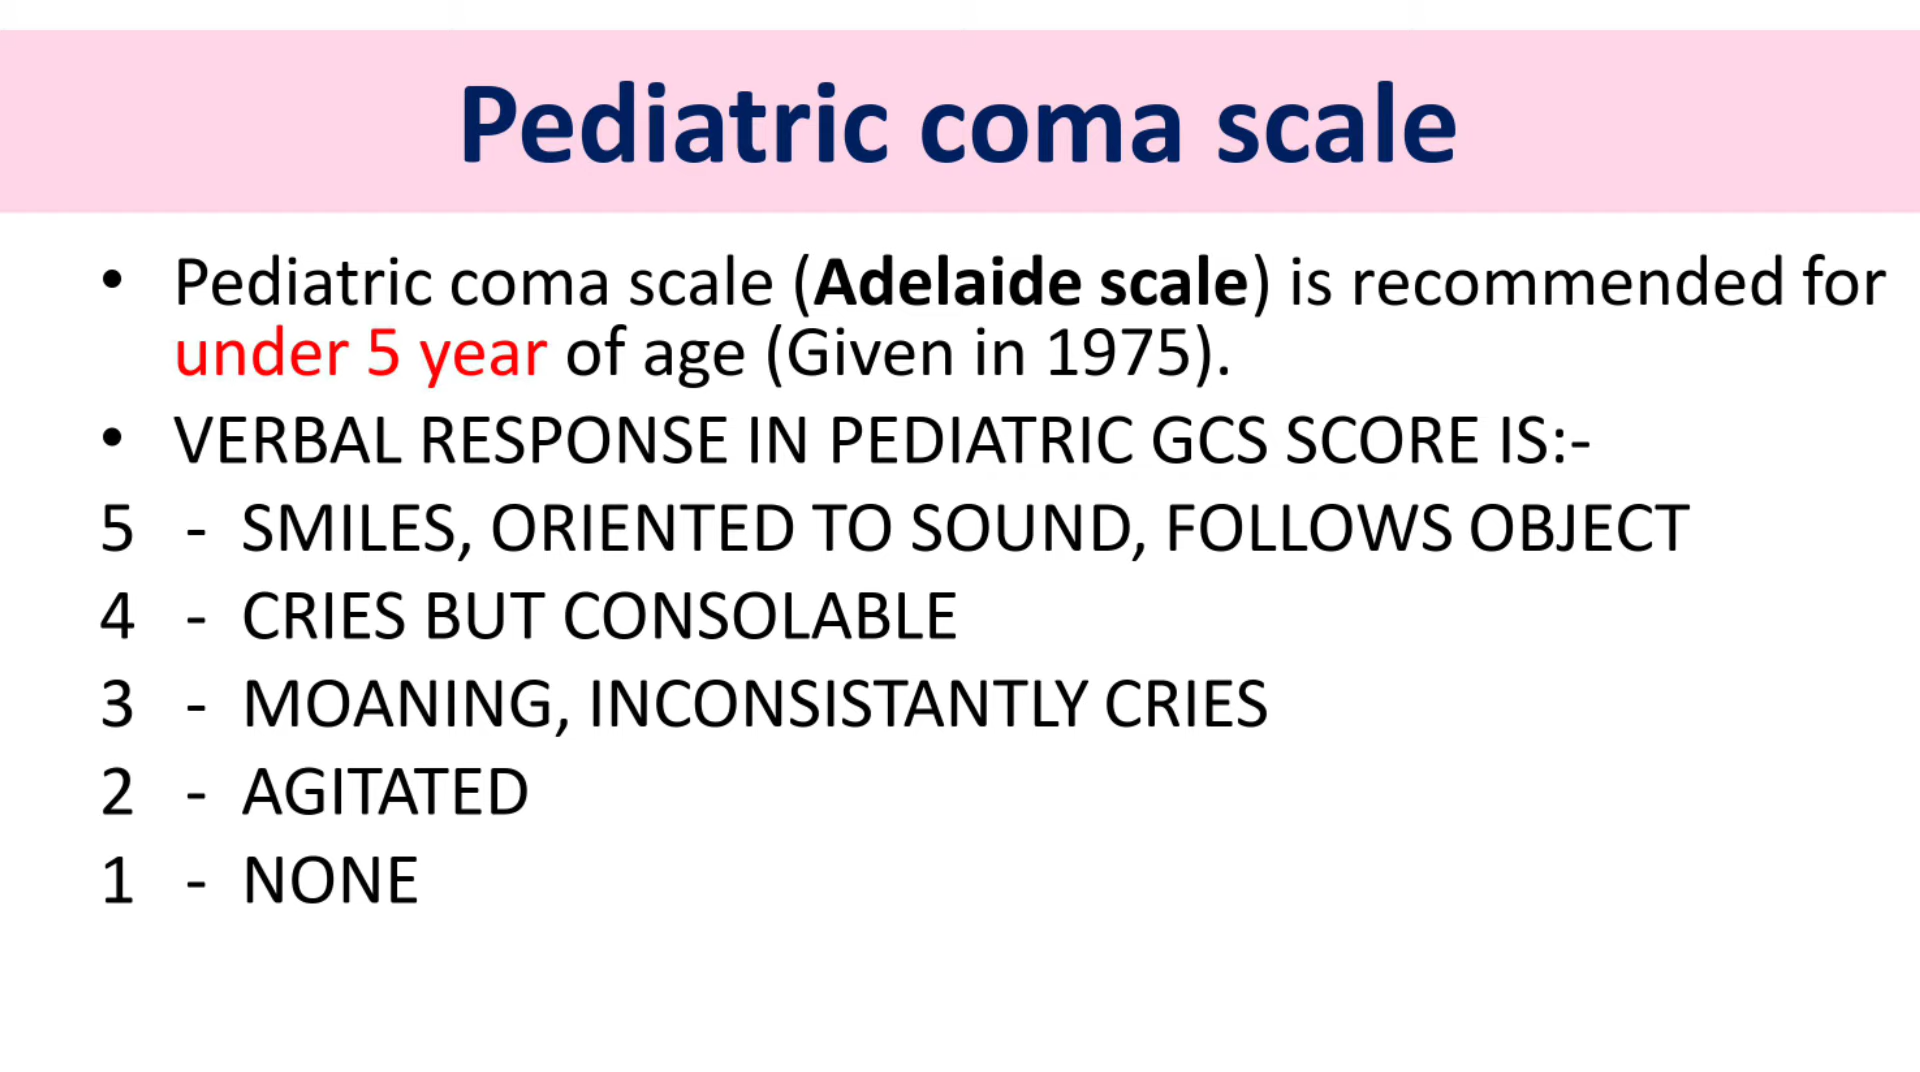 Pediatric coma scale
• Pediatric coma scale (Adelaide scale) is recommended for
under 5 year of age (Given in 1975).
• VERBAL RESPONSE IN PEDIATRIC GCS SCORE IS:-
5 - SMILES, ORIENTED TO SOUND, FOLLOWS OBJECT
4 - CRIES BUT CONSOLABLE
3 - MOANING, INCONSISTANTLY CRIES
2 - AGITATED
1 - NONE